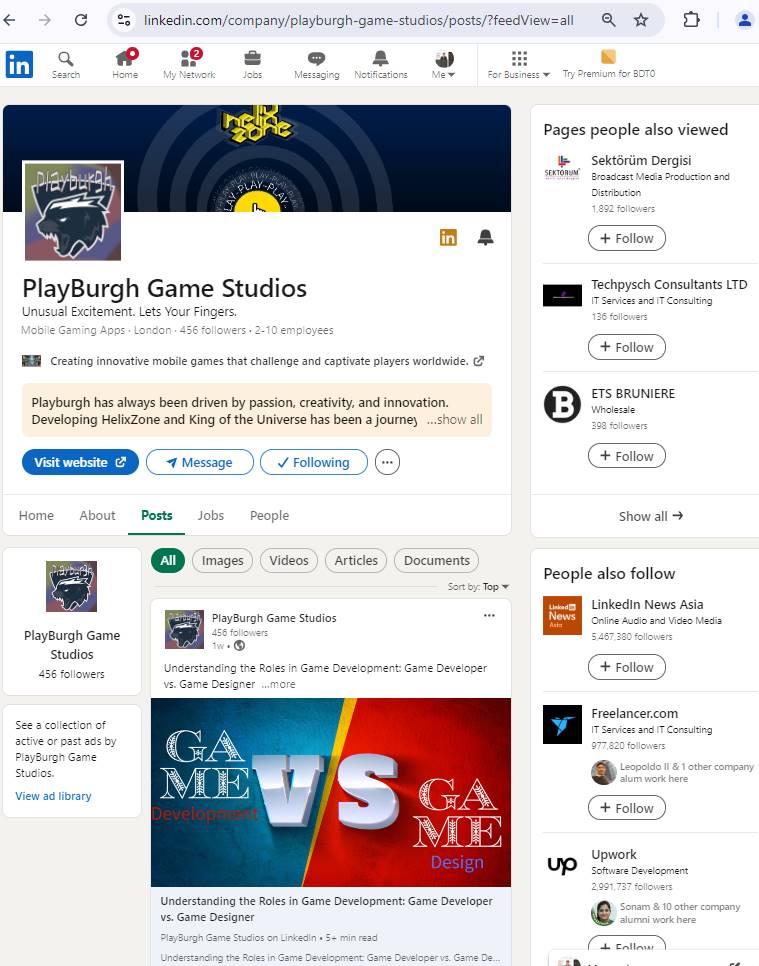 linkedin.com/company/playburgh-game-studios/posts/?feedView=all
in
Search
Home
2
My Network
Jobs
Messaging
Notifications
Me
For Business
Try Premium for BDT0
helix
zone
PLAY-PLAY-PLAY-
playburgh
in
PlayBurgh Game Studios
Unusual Excitement. Lets Your Fingers.
Mobile Gaming Apps · London · 456 followers · 2-10 employees
Creating innovative mobile games that challenge and captivate players worldwide.
Playburgh has always been driven by passion, creativity, and innovation.
Developing HelixZone and King of the Universe has been a journey ...show all
Visit website
Message
Following
Home
About
Posts
Jobs
People
PlayBurgh Game
Studios
456 followers
See a collection of
active or past ads by
PlayBurgh Game
Studios.
View ad library
All
Images
Videos
Articles
Documents
Sort by: Top
PlayBurgh Game Studios
456 followers
1w •
Understanding the Roles in Game Development: Game Developer
vs. Game Designer ...more
GA
ME
Development
VS
GA
ME
Design
Understanding the Roles in Game Development: Game Developer
vs. Game Designer
PlayBurgh Game Studios on LinkedIn • 5+ min read
Understanding the Roles in Game Development: Game Developer vs. Game De...
Pages people also viewed
SEKTÖRÜM
Sektörüm Dergisi
Broadcast Media Production and
Distribution
1,892 followers
+ Follow
Techpysch Consultants LTD
IT Services and IT Consulting
136 followers
+ Follow
B
ETS BRUNIERE
Wholesale
398 followers
+ Follow
Show all →
People also follow
Linked in
News
Asia
LinkedIn News Asia
Online Audio and Video Media
5,467,380 followers
+ Follow
Freelancer.com
IT Services and IT Consulting
977,820 followers
Leopoldo II & 1 other company
alum work here
+ Follow
up
Upwork
Software Development
2,991,737 followers
Sonam & 10 other company
alumni work here
+ Follow